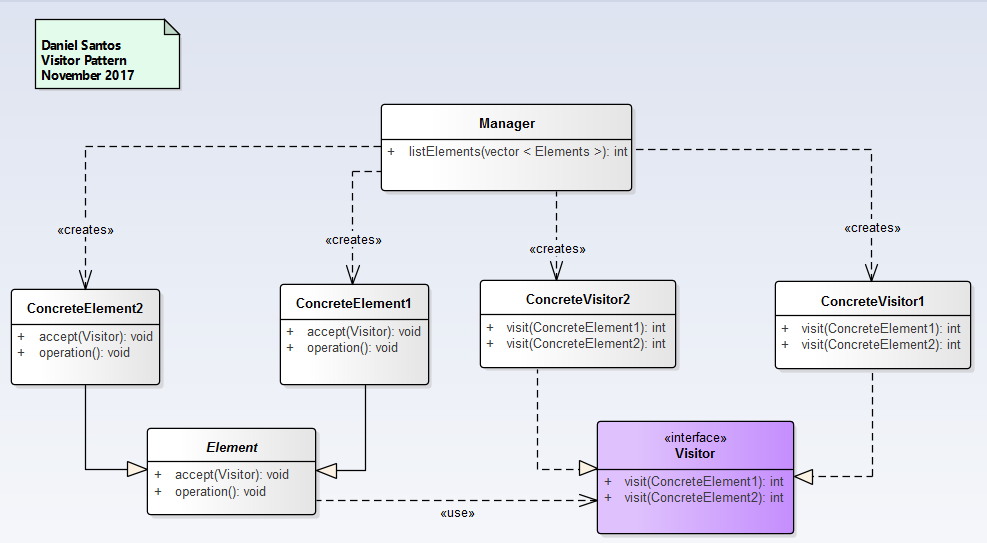 Daniel Santos
Visitor Pattern
November 2017
Manager
+ listElements(vector < Elements >): int
«creates»
«creates»
«creates»
«creates»
ConcreteElement2
+ accept(Visitor): void
+ operation(): void
ConcreteElement1
+ accept(Visitor): void
+ operation(): void
ConcreteVisitor2
+ visit(ConcreteElement1): int
+ visit(ConcreteElement2): int
ConcreteVisitor1
+ visit(ConcreteElement1): int
+ visit(ConcreteElement2): int
Element
+ accept(Visitor): void
+ operation(): void
«use»
«interface»
Visitor
+ visit(ConcreteElement1): int
+ visit(ConcreteElement2): int